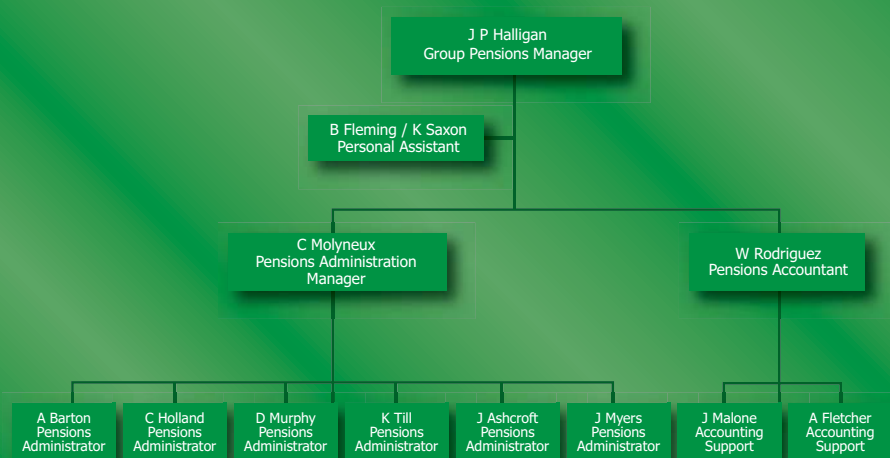 J P Halligan
Group Pensions Manager
B Fleming / K Saxon
Personal Assistant
C Molyneux
Pensions Administration
Manager
W Rodriguez
Pensions Accountant
A Barton
Pensions
Administrator
C Holland
Pensions
Administrator
D Murphy
Pensions
Administrator
K Till
Pensions
Administrator
J Ashcroft
Pensions
Administrator
J Myers
Pensions
Administrator
J Malone
Accounting
Support
A Fletcher
Accounting
Support